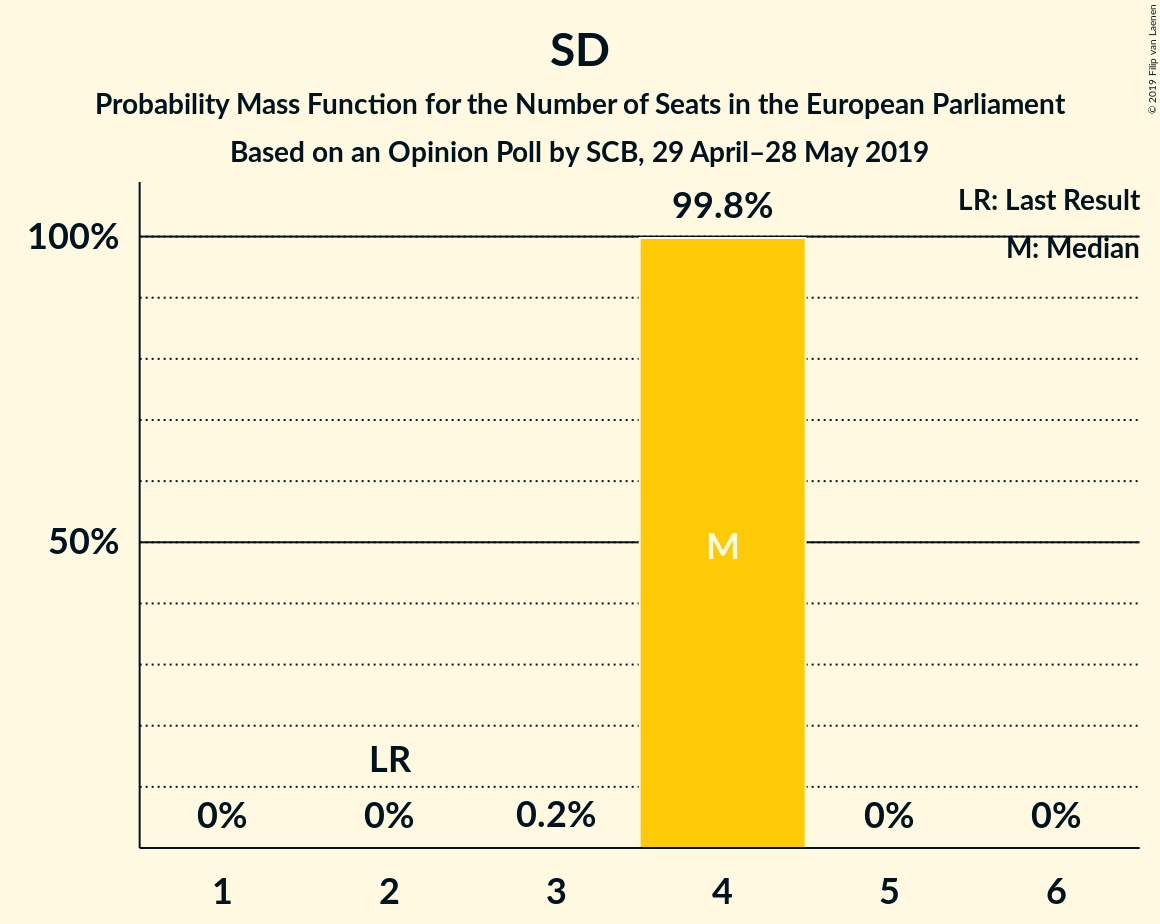 SD
Probability Mass Function for the Number of Seats in the European Parliament
Based on an Opinion Poll by SCB, 29 April–28 May 2019
© 2019 Filip van Laenen
99.8%
LR: Last Result
M: Median
100%
50%
M
LR
0%
0%
0.2%
0%
0%
1
2
3
4
5
6